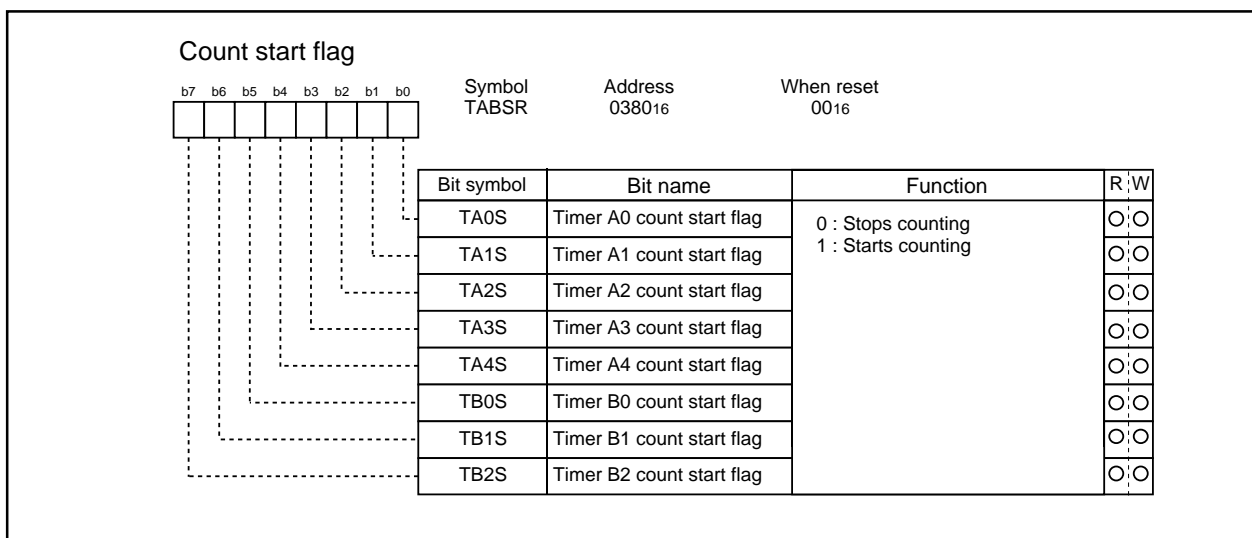 Count start flag
b7 b6 b5 b4 b3 b2 b1 b0
Symbol Address When reset
TABSR 038016 0016
Bit symbol Bit name Function R W
TA0S Timer A0 count start flag 0 : Stops counting
1 : Starts counting
TA1S Timer A1 count start flag
TA2S Timer A2 count start flag
TA3S Timer A3 count start flag
TA4S Timer A4 count start flag
TB0S Timer B0 count start flag
TB1S Timer B1 count start flag
TB2S Timer B2 count start flag